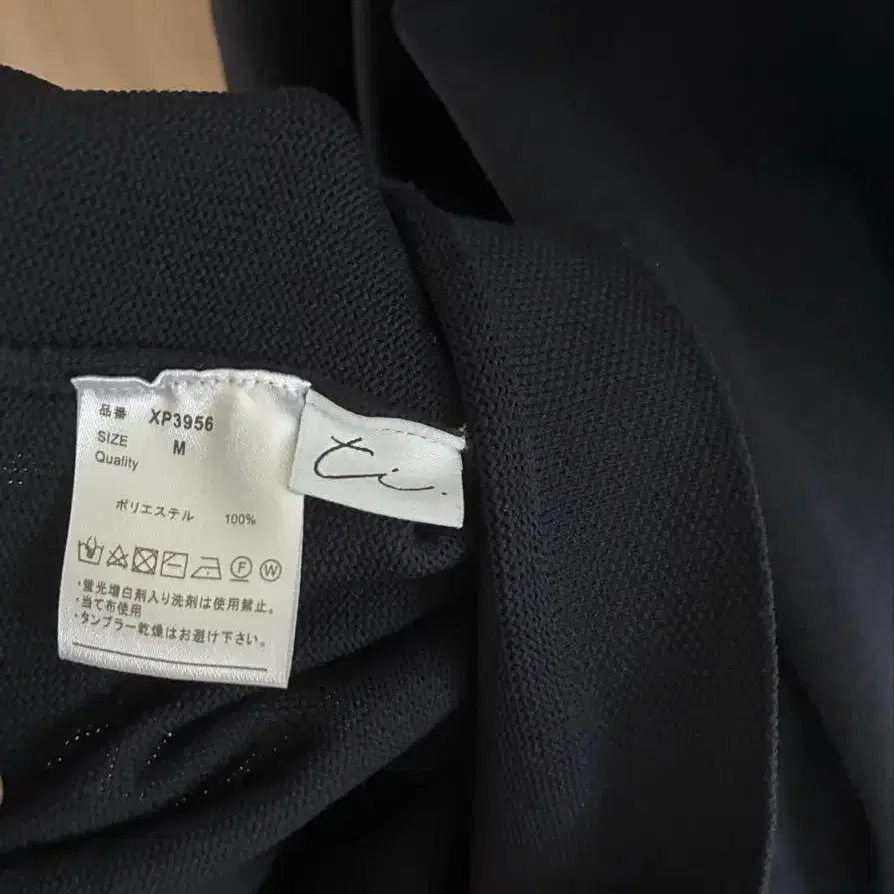 品番 XP3956
SIZE M
Quality
ポリエステル 100%
F W
・蛍光増白剤入り洗剤は使用禁止。
・当て布使用
・タンブラー乾燥はお避け下さい。
ti.